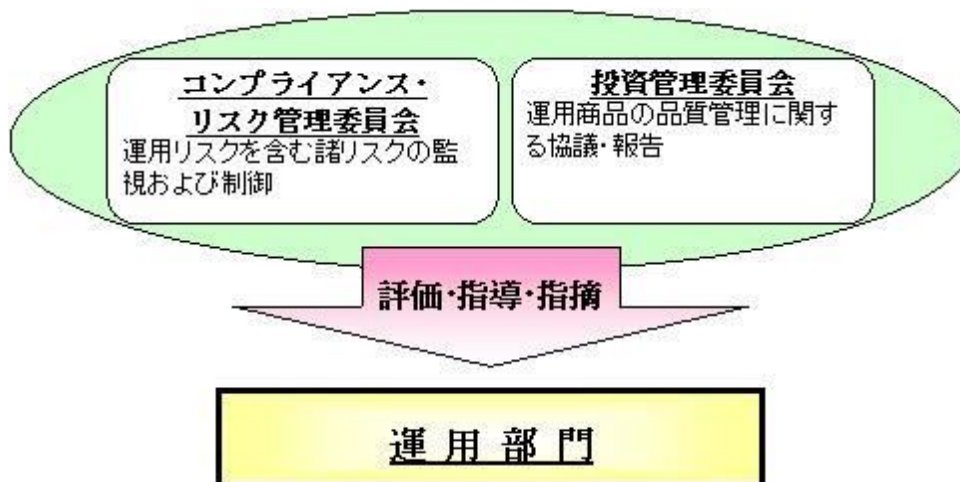 コンプライアンス・
リスク管理委員会
運用リスクを含む諸リスクの監
視および制御
投資管理委員会
運用商品の品質管理に関す
る協議・報告
評価・指導・指摘
運用部門